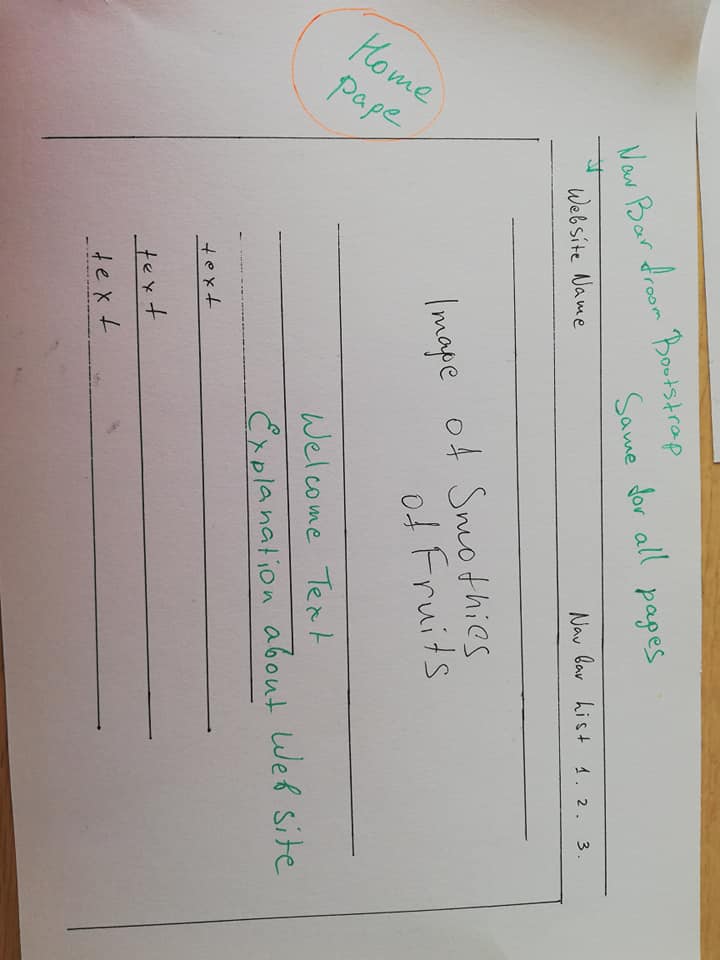 Nav Bar froom Bootstrap
Same for all pages
Website Name
Nav bar List 1. 2. 3.
Image of Smothies
of Fruits
Home
page
Welcome Text
Explanation about Web site
text
text
text